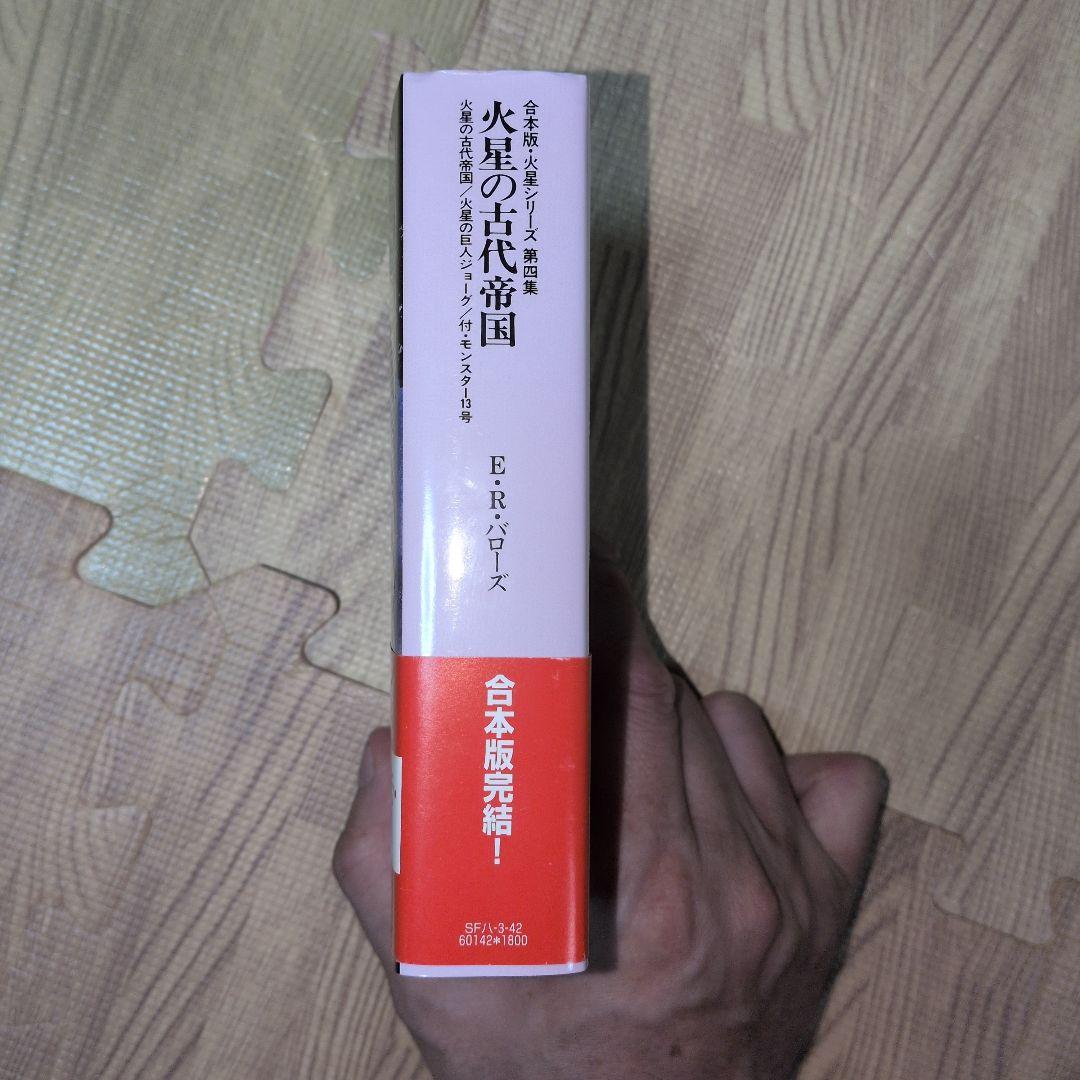 合本版・火星シリーズ 第四集
火星の古代帝国
火星の古代帝国／火星の巨人ジョーグ／付・モンスター13号
E・R・バローズ
合本版完結！
SFハ-3-42
60142*1800